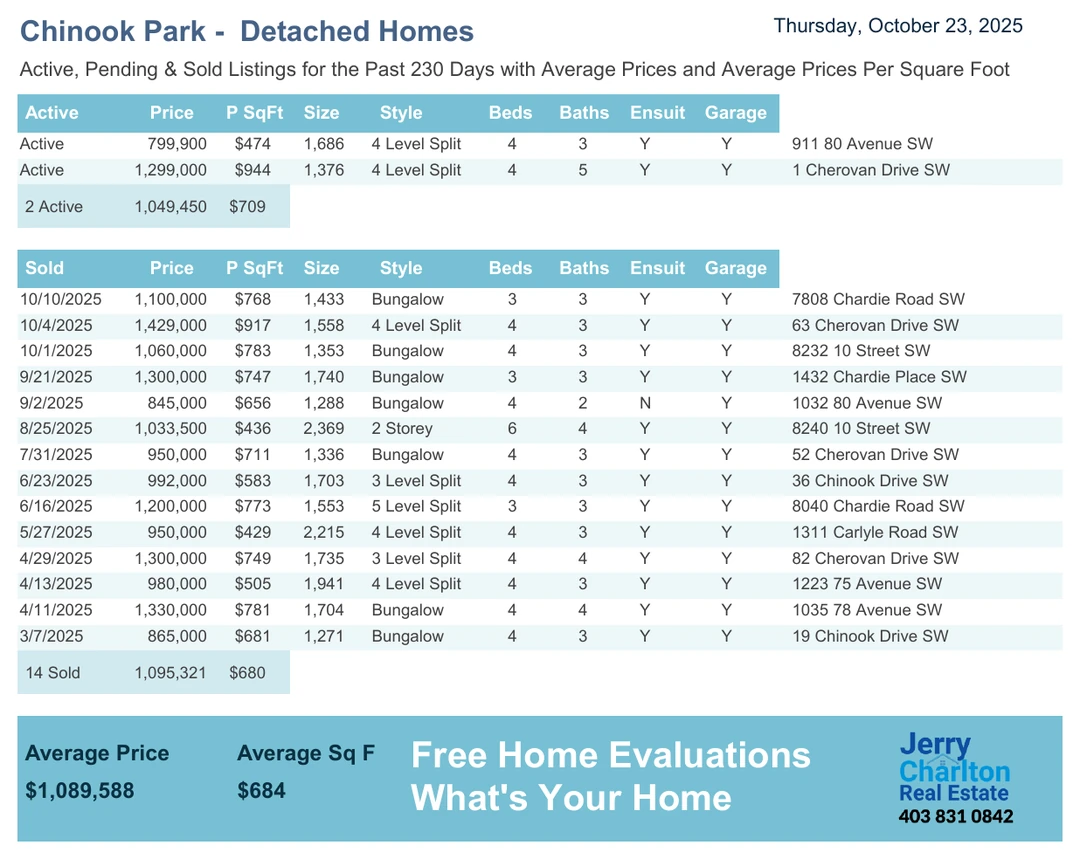 Chinook Park - Detached Homes
Thursday, October 23, 2025
Active, Pending & Sold Listings for the Past 230 Days with Average Prices and Average Prices Per Square Foot
Active Price P SqFt Size Style Beds Baths Ensuit Garage
Active 799,900 $474 1,686 4 Level Split 4 3 Y Y 911 80 Avenue SW
Active 1,299,000 $944 1,376 4 Level Split 4 5 Y Y 1 Cherovan Drive SW
2 Active 1,049,450 $709
Sold Price P SqFt Size Style Beds Baths Ensuit Garage
10/10/2025 1,100,000 $768 1,433 Bungalow 3 3 Y Y 7808 Chardie Road SW
10/4/2025 1,429,000 $917 1,558 4 Level Split 4 3 Y Y 63 Cherovan Drive SW
10/1/2025 1,060,000 $783 1,353 Bungalow 4 3 Y Y 8232 10 Street SW
9/21/2025 1,300,000 $747 1,740 Bungalow 3 3 Y Y 1432 Chardie Place SW
9/2/2025 845,000 $656 1,288 Bungalow 4 2 N Y 1032 80 Avenue SW
8/25/2025 1,033,500 $436 2,369 2 Storey 6 4 Y Y 8240 10 Street SW
7/31/2025 950,000 $711 1,336 Bungalow 4 3 Y Y 52 Cherovan Drive SW
6/23/2025 992,000 $583 1,703 3 Level Split 4 3 Y Y 36 Chinook Drive SW
6/16/2025 1,200,000 $773 1,553 5 Level Split 3 3 Y Y 8040 Chardie Road SW
5/27/2025 950,000 $429 2,215 4 Level Split 4 3 Y Y 1311 Carlyle Road SW
4/29/2025 1,300,000 $749 1,735 3 Level Split 4 4 Y Y 82 Cherovan Drive SW
4/13/2025 980,000 $505 1,941 4 Level Split 4 3 Y Y 1223 75 Avenue SW
4/11/2025 1,330,000 $781 1,704 Bungalow 4 4 Y Y 1035 78 Avenue SW
3/7/2025 865,000 $681 1,271 Bungalow 4 3 Y Y 19 Chinook Drive SW
14 Sold 1,095,321 $680
Average Price Average Sq F
$1,089,588 $684
Free Home Evaluations
What's Your Home
Jerry
Charlton
Real Estate
403 831 0842